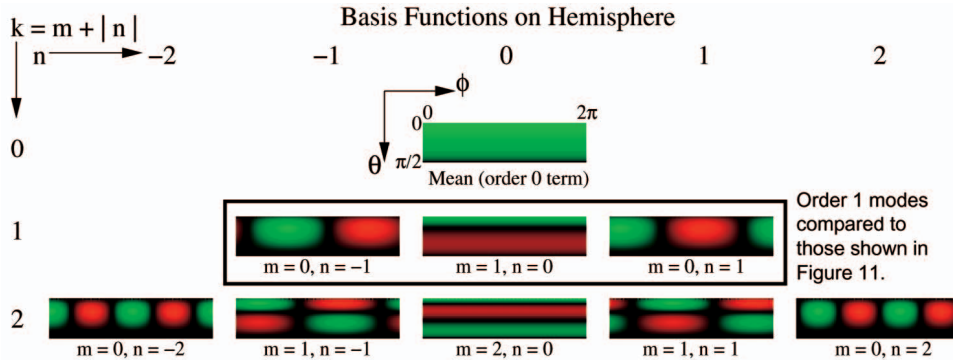 Basis Functions on Hemisphere
k = m + | n |
n
−2 −1 0 1 2
ϕ
0 2π
0
θ
π/2
0
Mean (order 0 term)
1
m = 0, n = −1 m = 1, n = 0 m = 0, n = 1
Order 1 modes
compared to
those shown in
Figure 11.
2
m = 0, n = −2 m = 1, n = −1 m = 2, n = 0 m = 1, n = 1 m = 0, n = 2